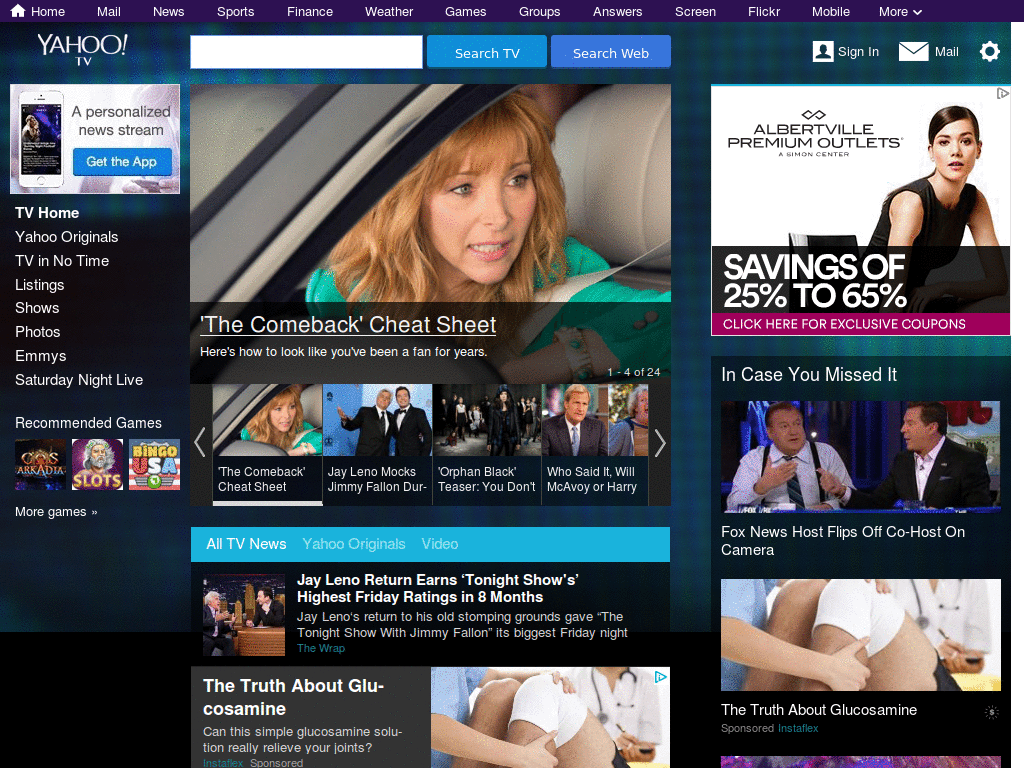 Home Mail News Sports Finance Weather Games Groups Answers Screen Flickr Mobile More
YAHOO!
TV
Search TV
Search Web
Sign In
Mail
A personalized
news stream
Get the App
TV Home
Yahoo Originals
TV in No Time
Listings
Shows
Photos
Emmys
Saturday Night Live
Recommended Games
ARKADIA
SLOTS
BINGO
USA
More games »
'The Comeback' Cheat Sheet
Here's how to look like you've been a fan for years.
1 - 4 of 24
'The Comeback'
Cheat Sheet
Jay Leno Mocks
Jimmy Fallon Dur-
'Orphan Black'
Teaser: You Don't
Who Said It, Will
McAvoy or Harry
All TV News Yahoo Originals Video
Jay Leno Return Earns ‘Tonight Show's’
Highest Friday Ratings in 8 Months
Jay Leno's return to his old stomping grounds gave “The
Tonight Show With Jimmy Fallon” its biggest Friday night
The Wrap
The Truth About Glu-
cosamine
Can this simple glucosamine solu-
tion really relieve your joints?
Instaflex Sponsored
ALBERTVILLE
PREMIUM OUTLETS®
A SIMON CENTER
SAVINGS OF
25% TO 65%
CLICK HERE FOR EXCLUSIVE COUPONS
In Case You Missed It
Fox News Host Flips Off Co-Host On
Camera
The Truth About Glucosamine
Sponsored Instaflex